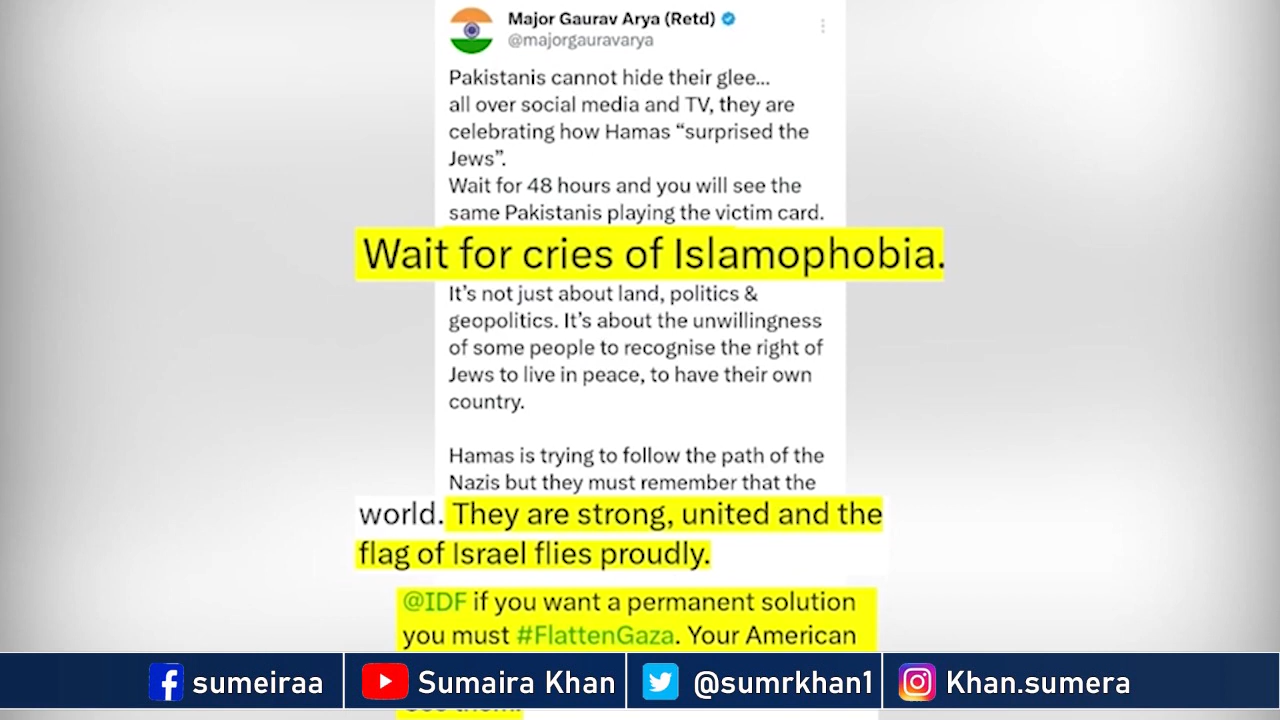 Major Gaurav Arya (Retd)
@majorgauravarya
Pakistanis cannot hide their glee...
all over social media and TV, they are
celebrating how Hamas “surprised the
Jews”.
Wait for 48 hours and you will see the
same Pakistanis playing the victim card.
Wait for cries of Islamophobia.
It’s not just about land, politics &
geopolitics. It’s about the unwillingness
of some people to recognise the right of
Jews to live in peace, to have their own
country.
Hamas is trying to follow the path of the
Nazis but they must remember that the
world. They are strong, united and the
flag of Israel flies proudly.
@IDF if you want a permanent solution
you must #FlattenGaza. Your American
sumeiraa
Sumaira Khan
@sumrkhan1
Khan.sumera